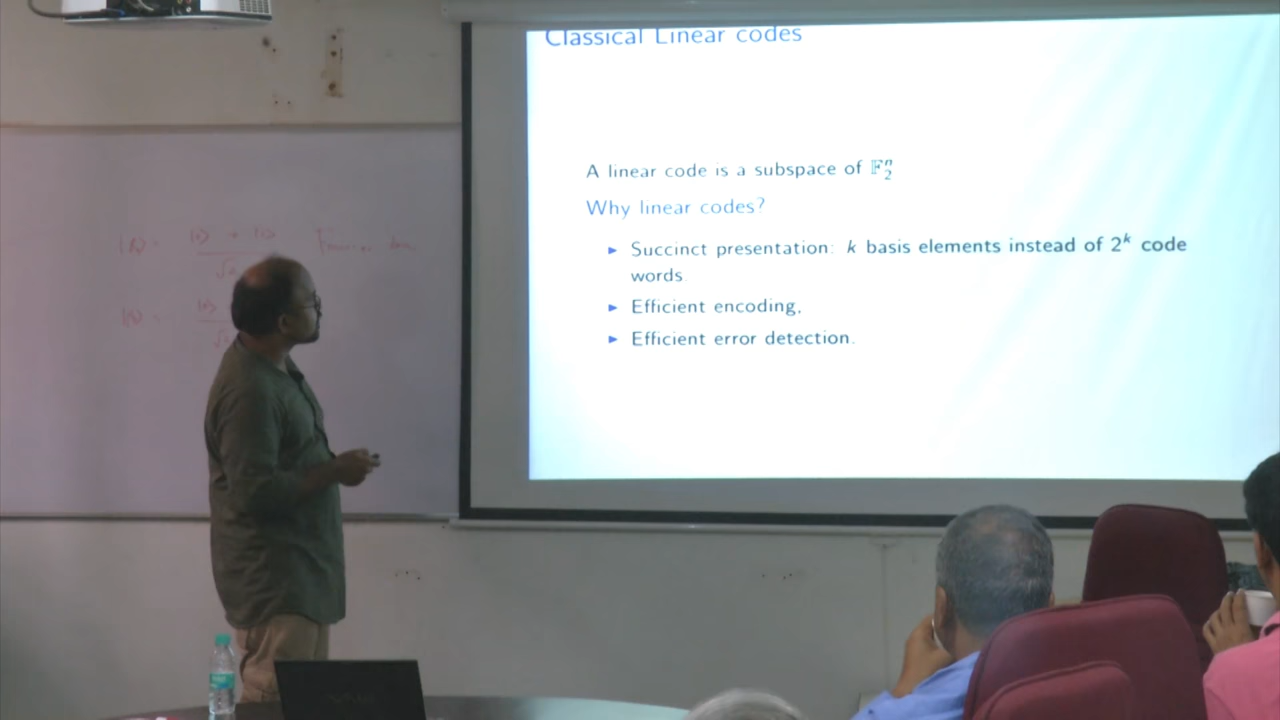 Classical Linear codes
A linear code is a subspace of 𝔽₂ⁿ
Why linear codes?
▸ Succinct presentation: k basis elements instead of 2ᵏ code
words.
▸ Efficient encoding,
▸ Efficient error detection.